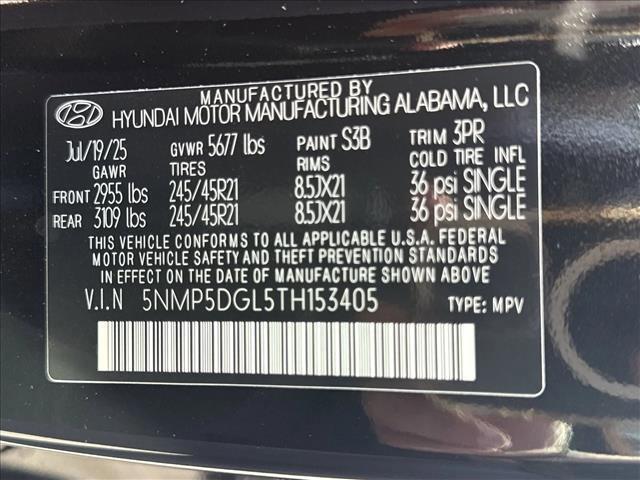 MANUFACTURED BY
HYUNDAI MOTOR MANUFACTURING ALABAMA, LLC
Jul/19/25 GVWR 5677 lbs PAINT S3B TRIM 3PR
GAWR TIRES RIMS COLD TIRE INFL
FRONT 2955 lbs 245/45R21 8.5JX21 36 psi SINGLE
REAR 3109 lbs 245/45R21 8.5JX21 36 psi SINGLE
THIS VEHICLE CONFORMS TO ALL APPLICABLE U.S.A. FEDERAL
MOTOR VEHICLE SAFETY AND THEFT PREVENTION STANDARDS
IN EFFECT ON THE DATE OF MANUFACTURE SHOWN ABOVE.
V.I.N 5NMP5DGL5TH153405 TYPE: MPV